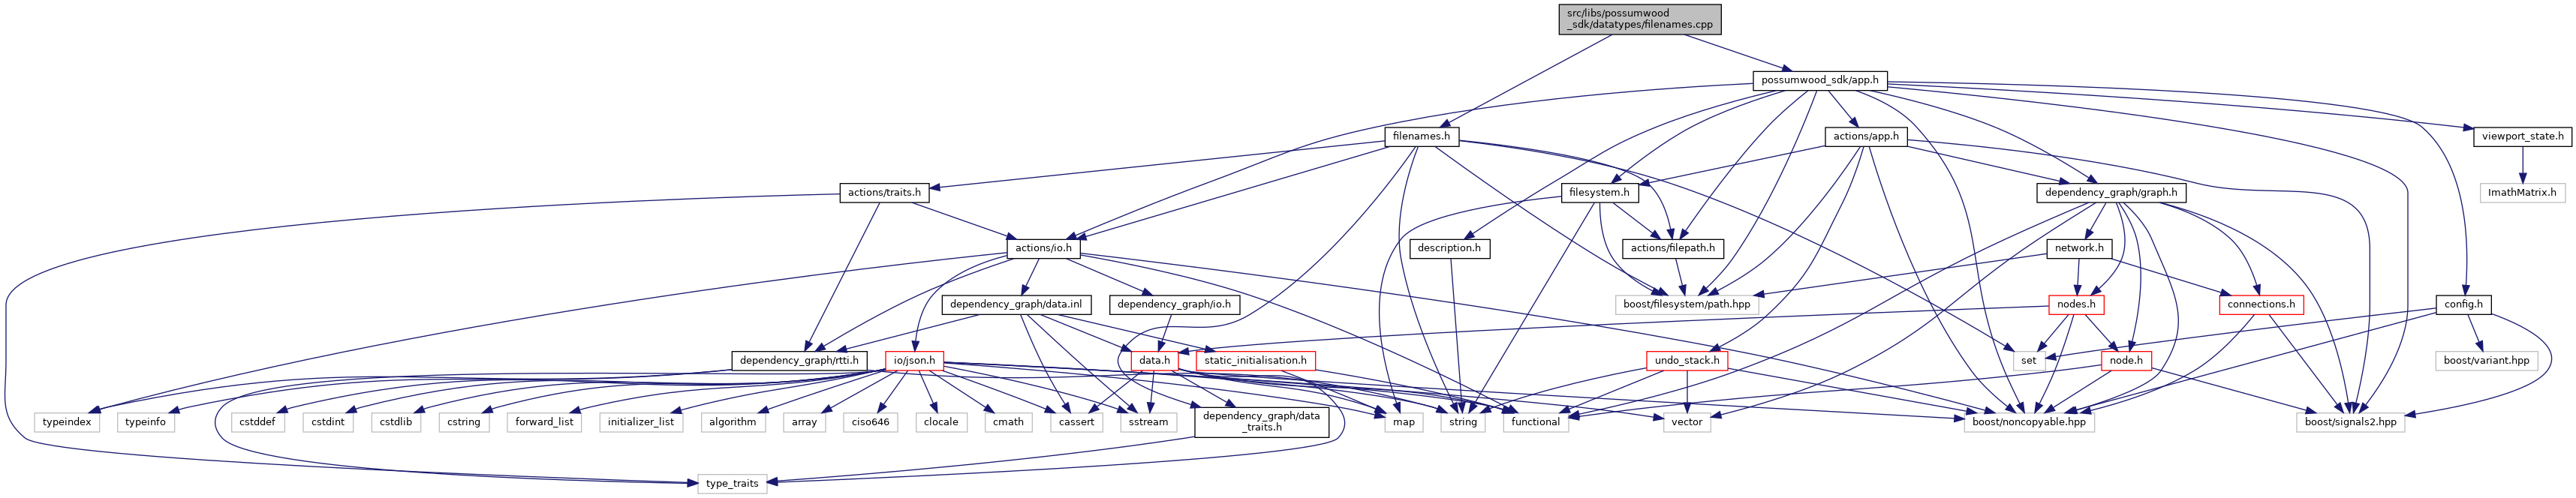 src/libs/possumwood
_sdk/datatypes/filenames.cpp
possumwood_sdk/app.h
filenames.h
actions/app.h
viewport_state.h
actions/traits.h
filesystem.h
dependency_graph/graph.h
ImathMatrix.h
actions/io.h
description.h
actions/filepath.h
network.h
dependency_graph/data.inl
dependency_graph/io.h
boost/filesystem/path.hpp
nodes.h
connections.h
config.h
dependency_graph/rtti.h
io/json.h
data.h
static_initialisation.h
undo_stack.h
set
node.h
boost/variant.hpp
typeindex
typeinfo
cstddef
cstdint
cstdlib
cstring
forward_list
initializer_list
algorithm
array
ciso646
clocale
cmath
cassert
sstream
dependency_graph/data
_traits.h
map
string
functional
vector
boost/noncopyable.hpp
boost/signals2.hpp
type_traits